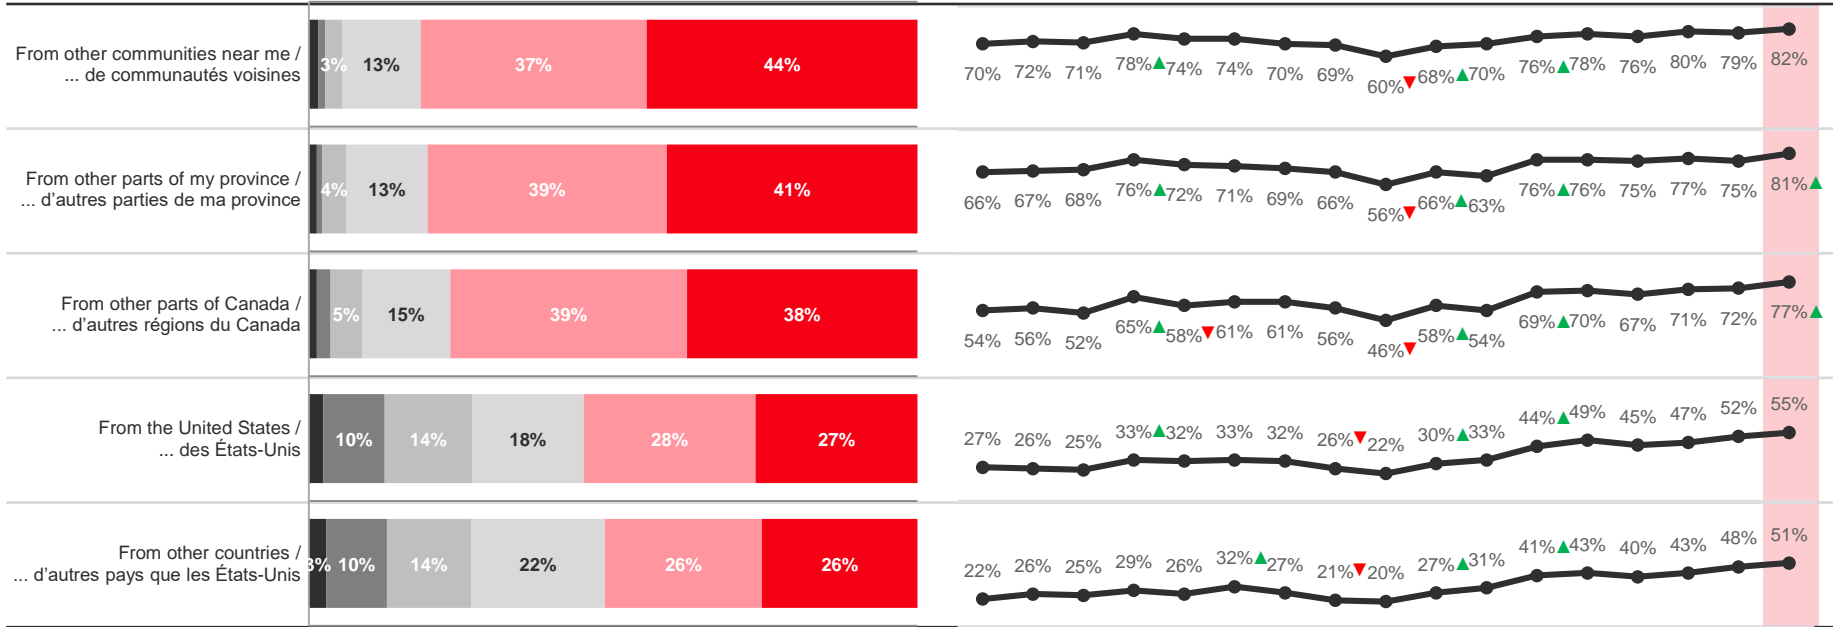 From other communities near me /
... de communautés voisines
3% 13% 37% 44%
70% 72% 71% 78% 74% 74% 70% 69% 60% 68% 70% 76% 78% 76% 80% 79% 82%
From other parts of my province /
... d'autres parties de ma province
4% 13% 39% 41%
66% 67% 68% 76% 72% 71% 69% 66% 56% 66% 63% 76% 76% 75% 77% 75% 81%
From other parts of Canada /
... d'autres régions du Canada
5% 15% 39% 38%
54% 56% 52% 65% 58% 61% 61% 56% 46% 58% 54% 69% 70% 67% 71% 72% 77%
From the United States /
... des États-Unis
10% 14% 18% 28% 27%
27% 26% 25% 33% 32% 33% 32% 26% 22% 30% 33% 44% 49% 45% 47% 52% 55%
From other countries /
... d'autres pays que les États-Unis
3% 10% 14% 22% 26% 26%
22% 26% 25% 29% 26% 32% 27% 21% 20% 27% 31% 41% 43% 40% 43% 48% 51%